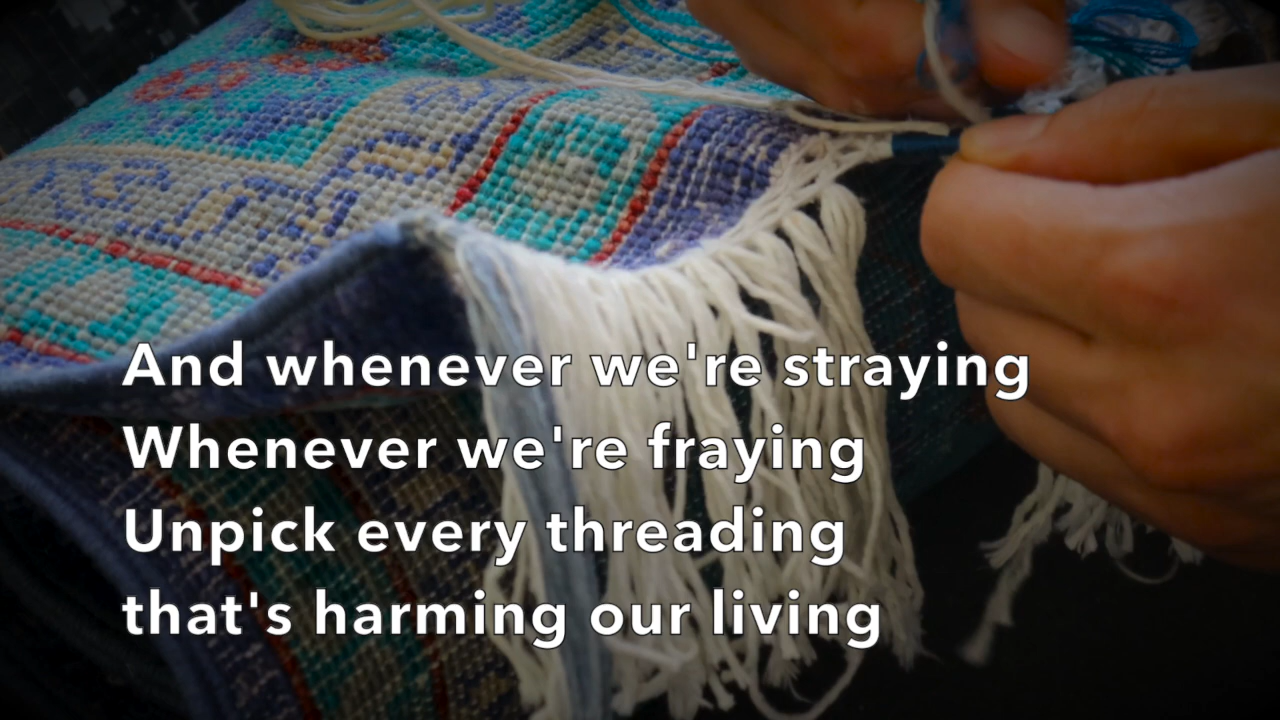 And whenever we're straying
Whenever we're fraying
Unpick every threading
that's harming our living